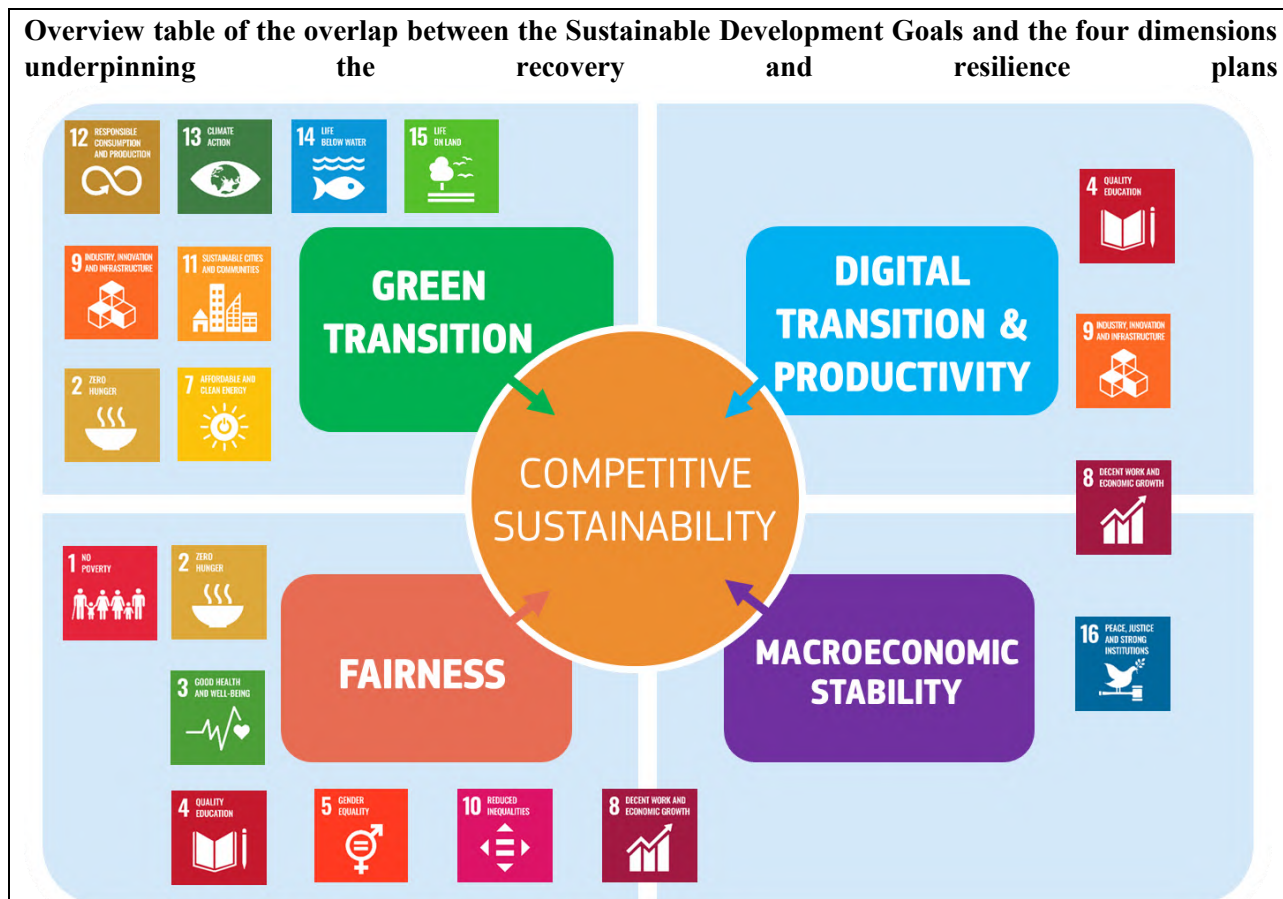 Overview table of the overlap between the Sustainable Development Goals and the four dimensions
underpinning the recovery and resilience plans
12 RESPONSIBLE
CONSUMPTION
AND PRODUCTION
13 CLIMATE
ACTION
14 LIFE
BELOW WATER
15 LIFE
ON LAND
9 INDUSTRY, INNOVATION
AND INFRASTRUCTURE
11 SUSTAINABLE CITIES
AND COMMUNITIES
2 ZERO
HUNGER
7 AFFORDABLE AND
CLEAN ENERGY
GREEN
TRANSITION
DIGITAL
TRANSITION &
PRODUCTIVITY
4 QUALITY
EDUCATION
9 INDUSTRY, INNOVATION
AND INFRASTRUCTURE
8 DECENT WORK AND
ECONOMIC GROWTH
COMPETITIVE
SUSTAINABILITY
1 NO
POVERTY
2 ZERO
HUNGER
3 GOOD HEALTH
AND WELL-BEING
FAIRNESS
4 QUALITY
EDUCATION
5 GENDER
EQUALITY
10 REDUCED
INEQUALITIES
8 DECENT WORK AND
ECONOMIC GROWTH
MACROECONOMIC
STABILITY
16 PEACE, JUSTICE
AND STRONG
INSTITUTIONS